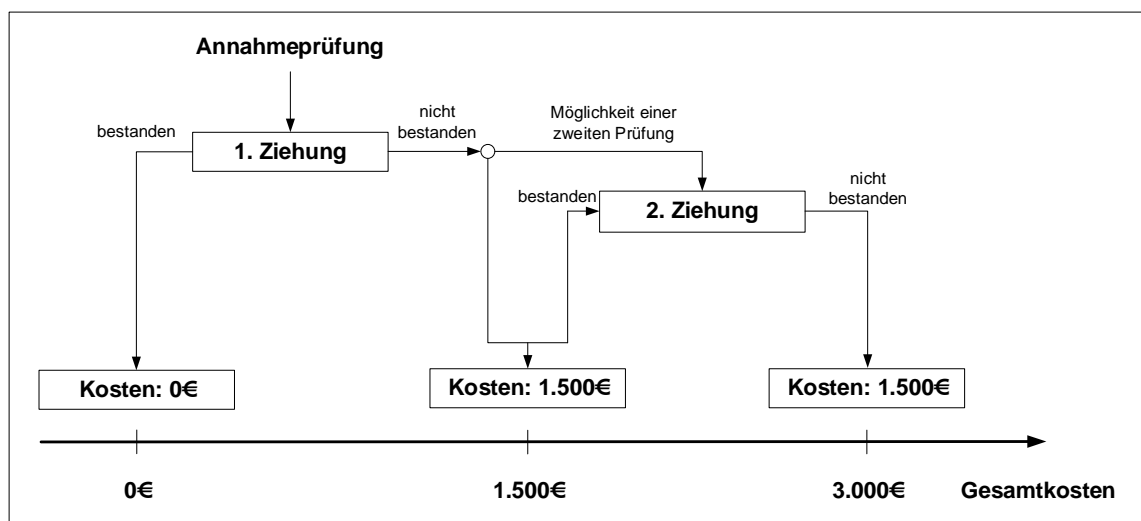 Annahmeprüfung
bestanden
1. Ziehung
nicht
bestanden
Möglichkeit einer
zweiten Prüfung
bestanden
2. Ziehung
nicht
bestanden
Kosten: 0€
Kosten: 1.500€
Kosten: 1.500€
0€
1.500€
3.000€
Gesamtkosten